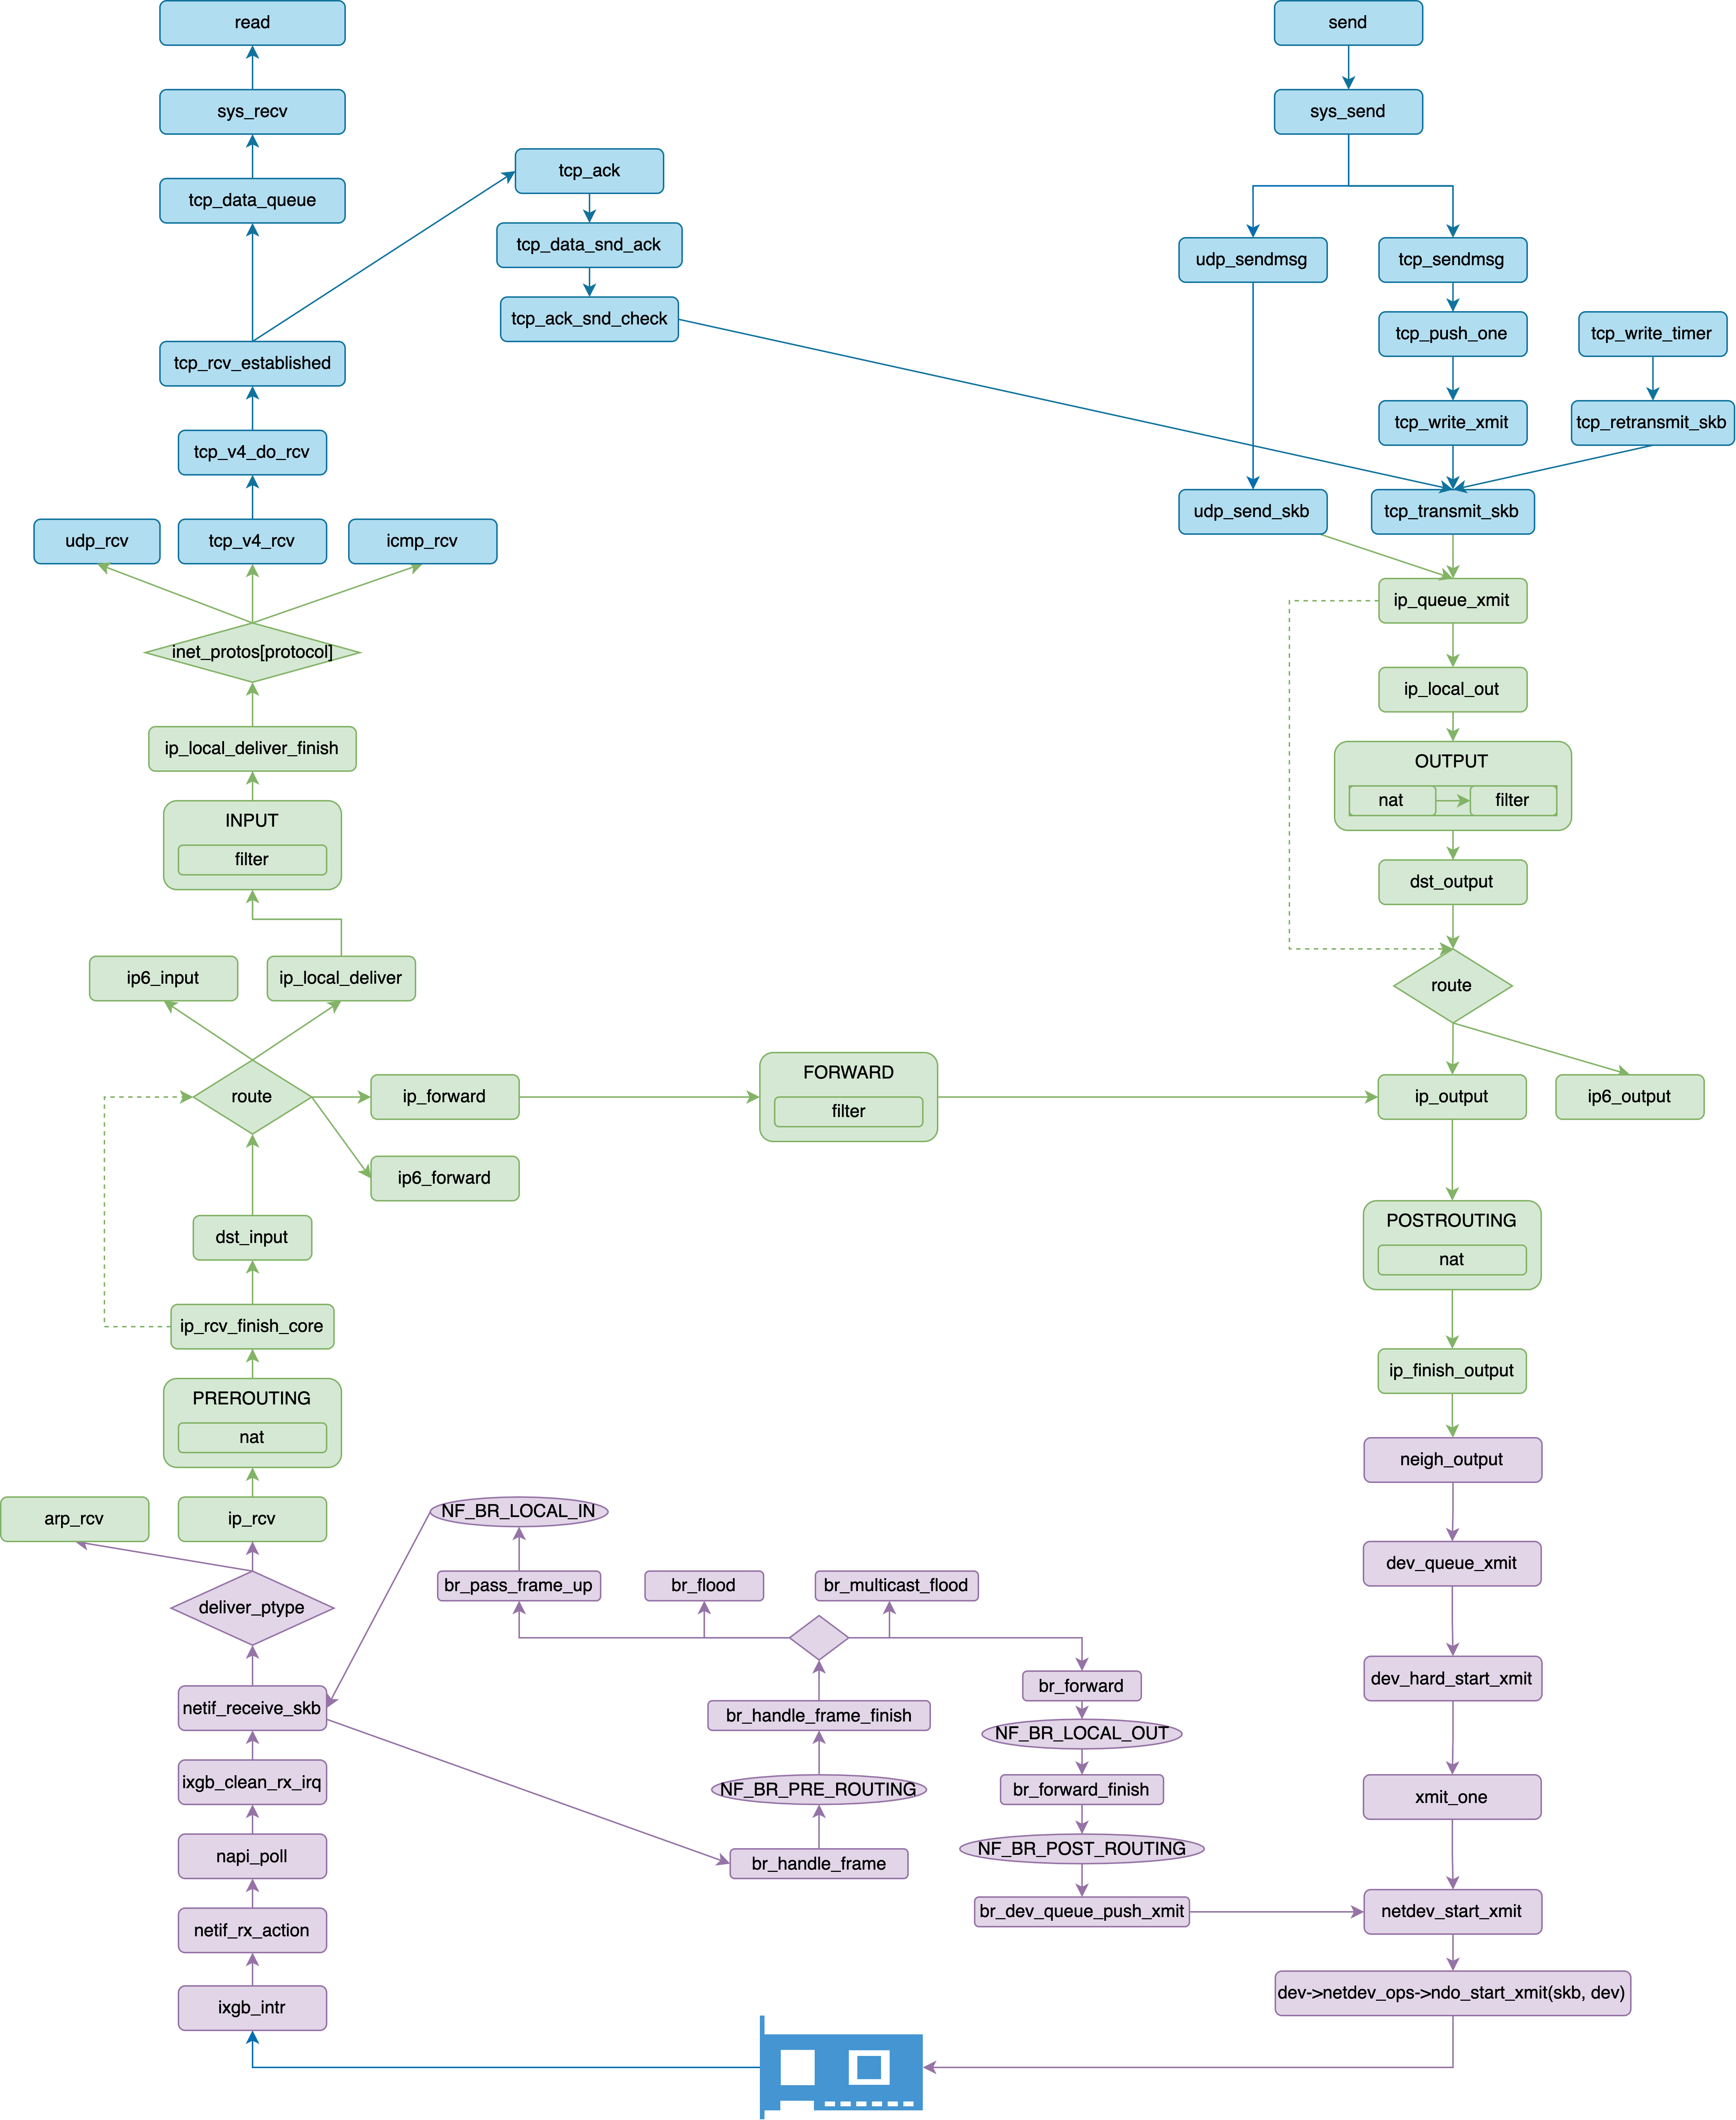 read
send
sys_recv
sys_send
tcp_ack
tcp_data_queue
tcp_data_snd_ack
udp_sendmsg
tcp_sendmsg
tcp_ack_snd_check
tcp_push_one
tcp_write_timer
tcp_rcv_established
tcp_write_xmit
tcp_retransmit_skb
tcp_v4_do_rcv
udp_send_skb
tcp_transmit_skb
udp_rcv
tcp_v4_rcv
icmp_rcv
ip_queue_xmit
inet_protos[protocol]
ip_local_out
ip_local_deliver_finish
OUTPUT
nat
filter
INPUT
filter
dst_output
ip6_input
ip_local_deliver
route
route
ip_forward
FORWARD
filter
ip_output
ip6_output
ip6_forward
dst_input
POSTROUTING
nat
ip_rcv_finish_core
ip_finish_output
PREROUTING
nat
neigh_output
arp_rcv
ip_rcv
NF_BR_LOCAL_IN
dev_queue_xmit
br_pass_frame_up
br_flood
br_multicast_flood
deliver_ptype
br_forward
dev_hard_start_xmit
netif_receive_skb
br_handle_frame_finish
NF_BR_LOCAL_OUT
ixgb_clean_rx_irq
NF_BR_PRE_ROUTING
br_forward_finish
xmit_one
napi_poll
br_handle_frame
NF_BR_POST_ROUTING
netif_rx_action
br_dev_queue_push_xmit
netdev_start_xmit
ixgb_intr
dev->netdev_ops->ndo_start_xmit(skb, dev)